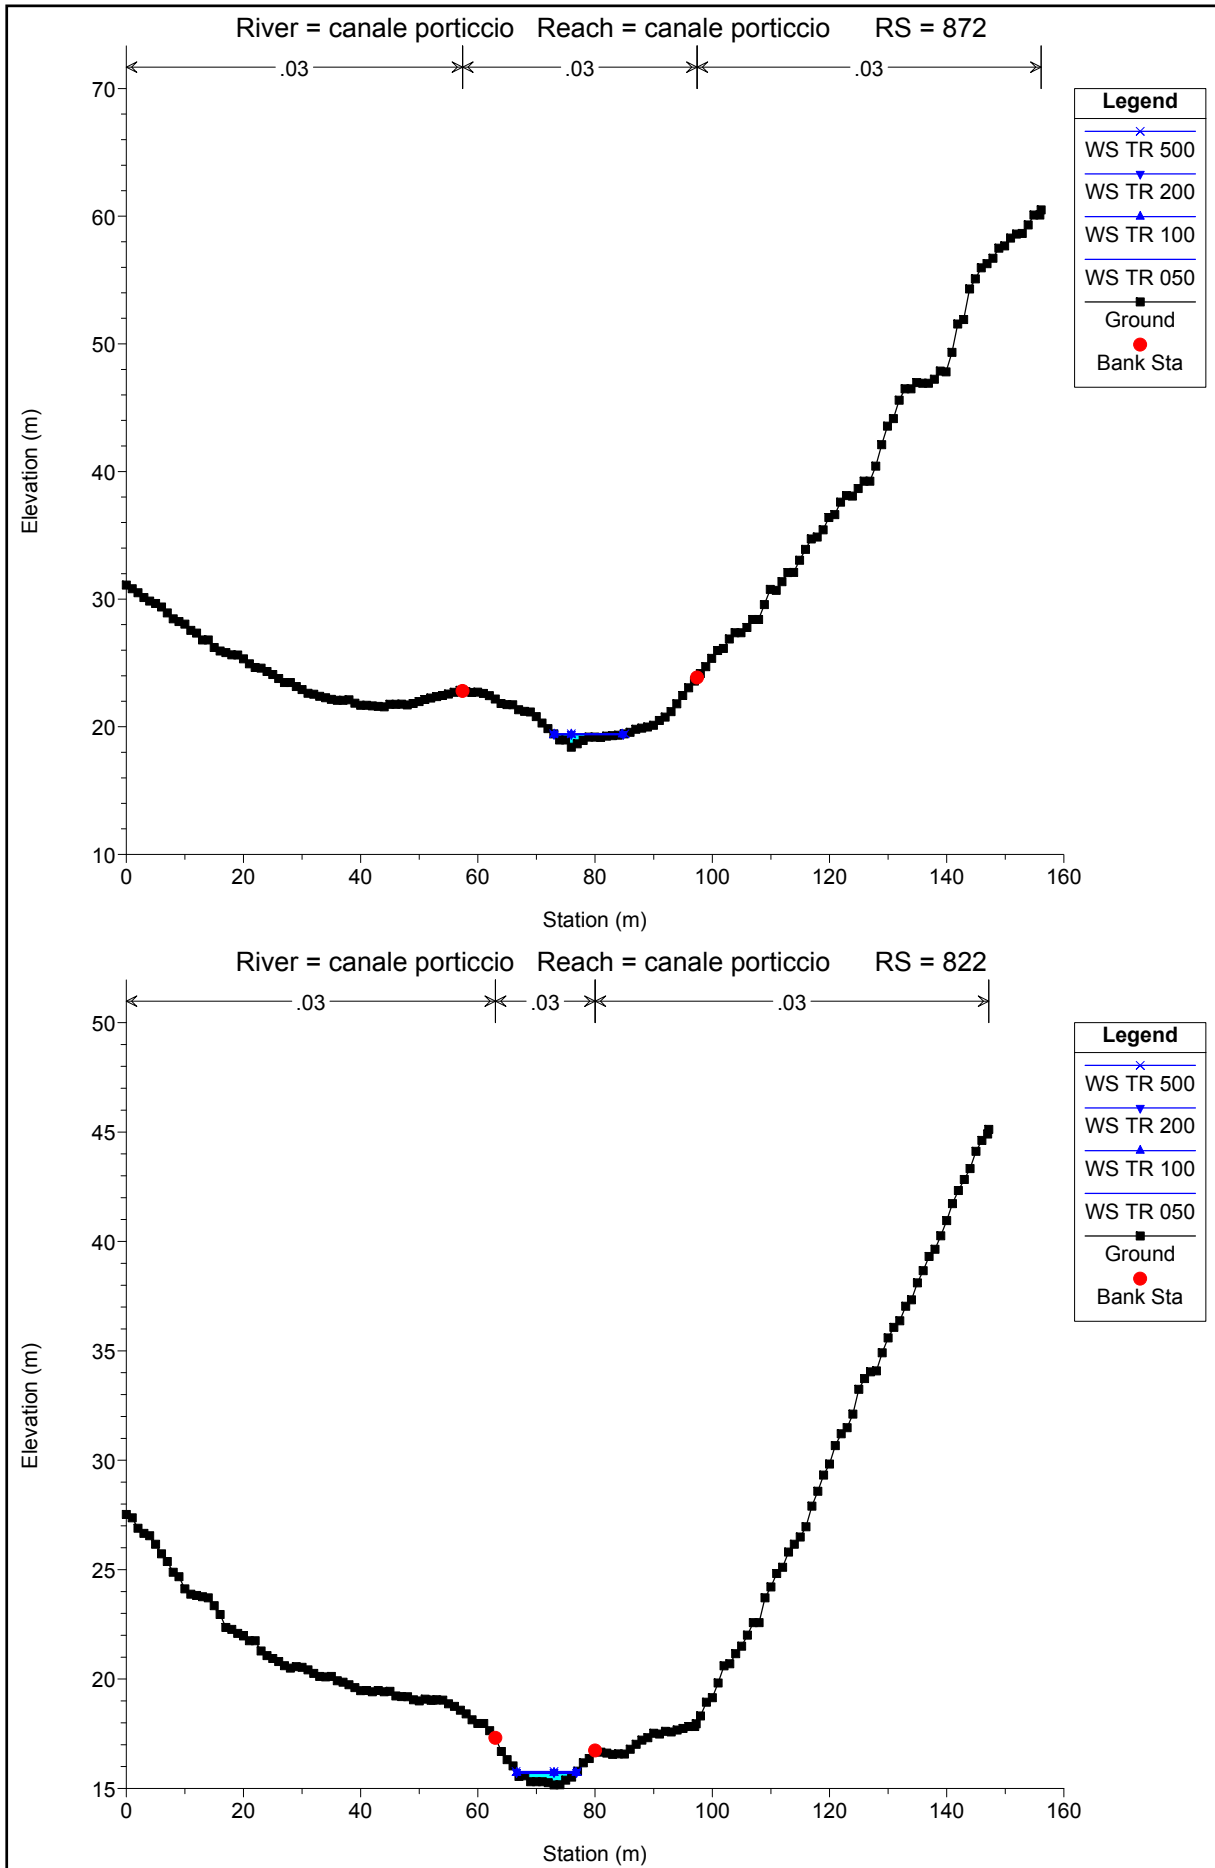 River = canale porticcio Reach = canale porticcio RS = 872
.03 .03 .03
70
60
50
40
30
20
10
Elevation (m)
0 20 40 60 80 100 120 140 160
Station (m)
Legend
WS TR 500
WS TR 200
WS TR 100
WS TR 050
Ground
Bank Sta
River = canale porticcio Reach = canale porticcio RS = 822
.03 .03 .03
50
45
40
35
30
25
20
15
Elevation (m)
0 20 40 60 80 100 120 140 160
Station (m)
Legend
WS TR 500
WS TR 200
WS TR 100
WS TR 050
Ground
Bank Sta